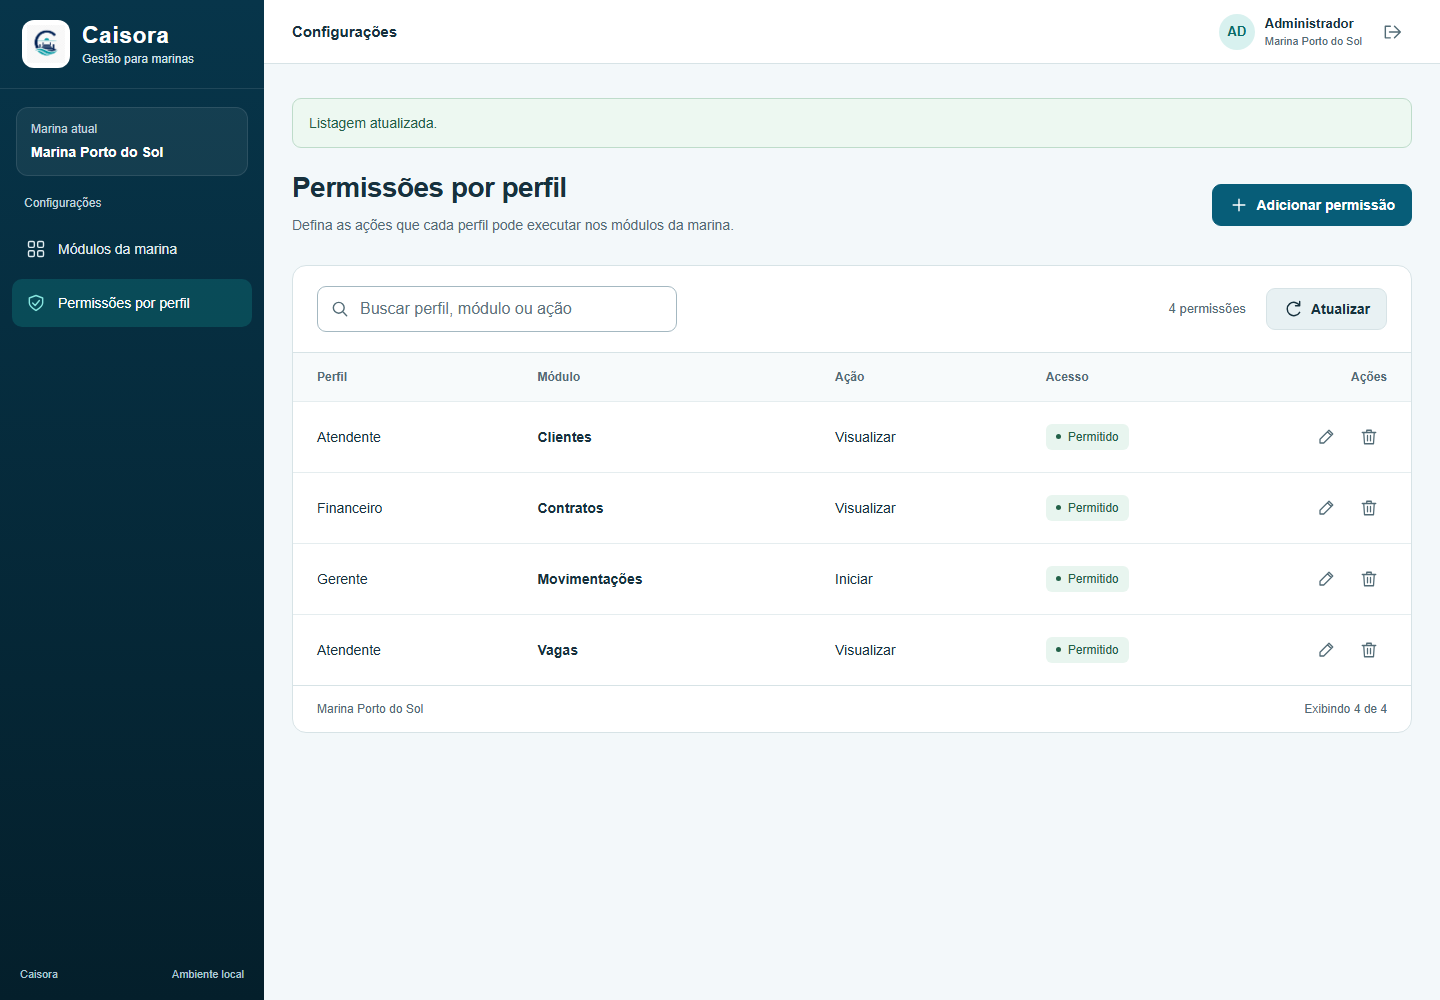 Caisora
Gestão para marinas
Marina atual
Marina Porto do Sol
Configurações
Módulos da marina
Permissões por perfil
Caisora
Ambiente local
Configurações
AD
Administrador
Marina Porto do Sol
Listagem atualizada.
Permissões por perfil
Defina as ações que cada perfil pode executar nos módulos da marina.
Adicionar permissão
Buscar perfil, módulo ou ação
4 permissões
Atualizar
Perfil Módulo Ação Acesso Ações
Atendente Clientes Visualizar Permitido
Financeiro Contratos Visualizar Permitido
Gerente Movimentações Iniciar Permitido
Atendente Vagas Visualizar Permitido
Marina Porto do Sol
Exibindo 4 de 4